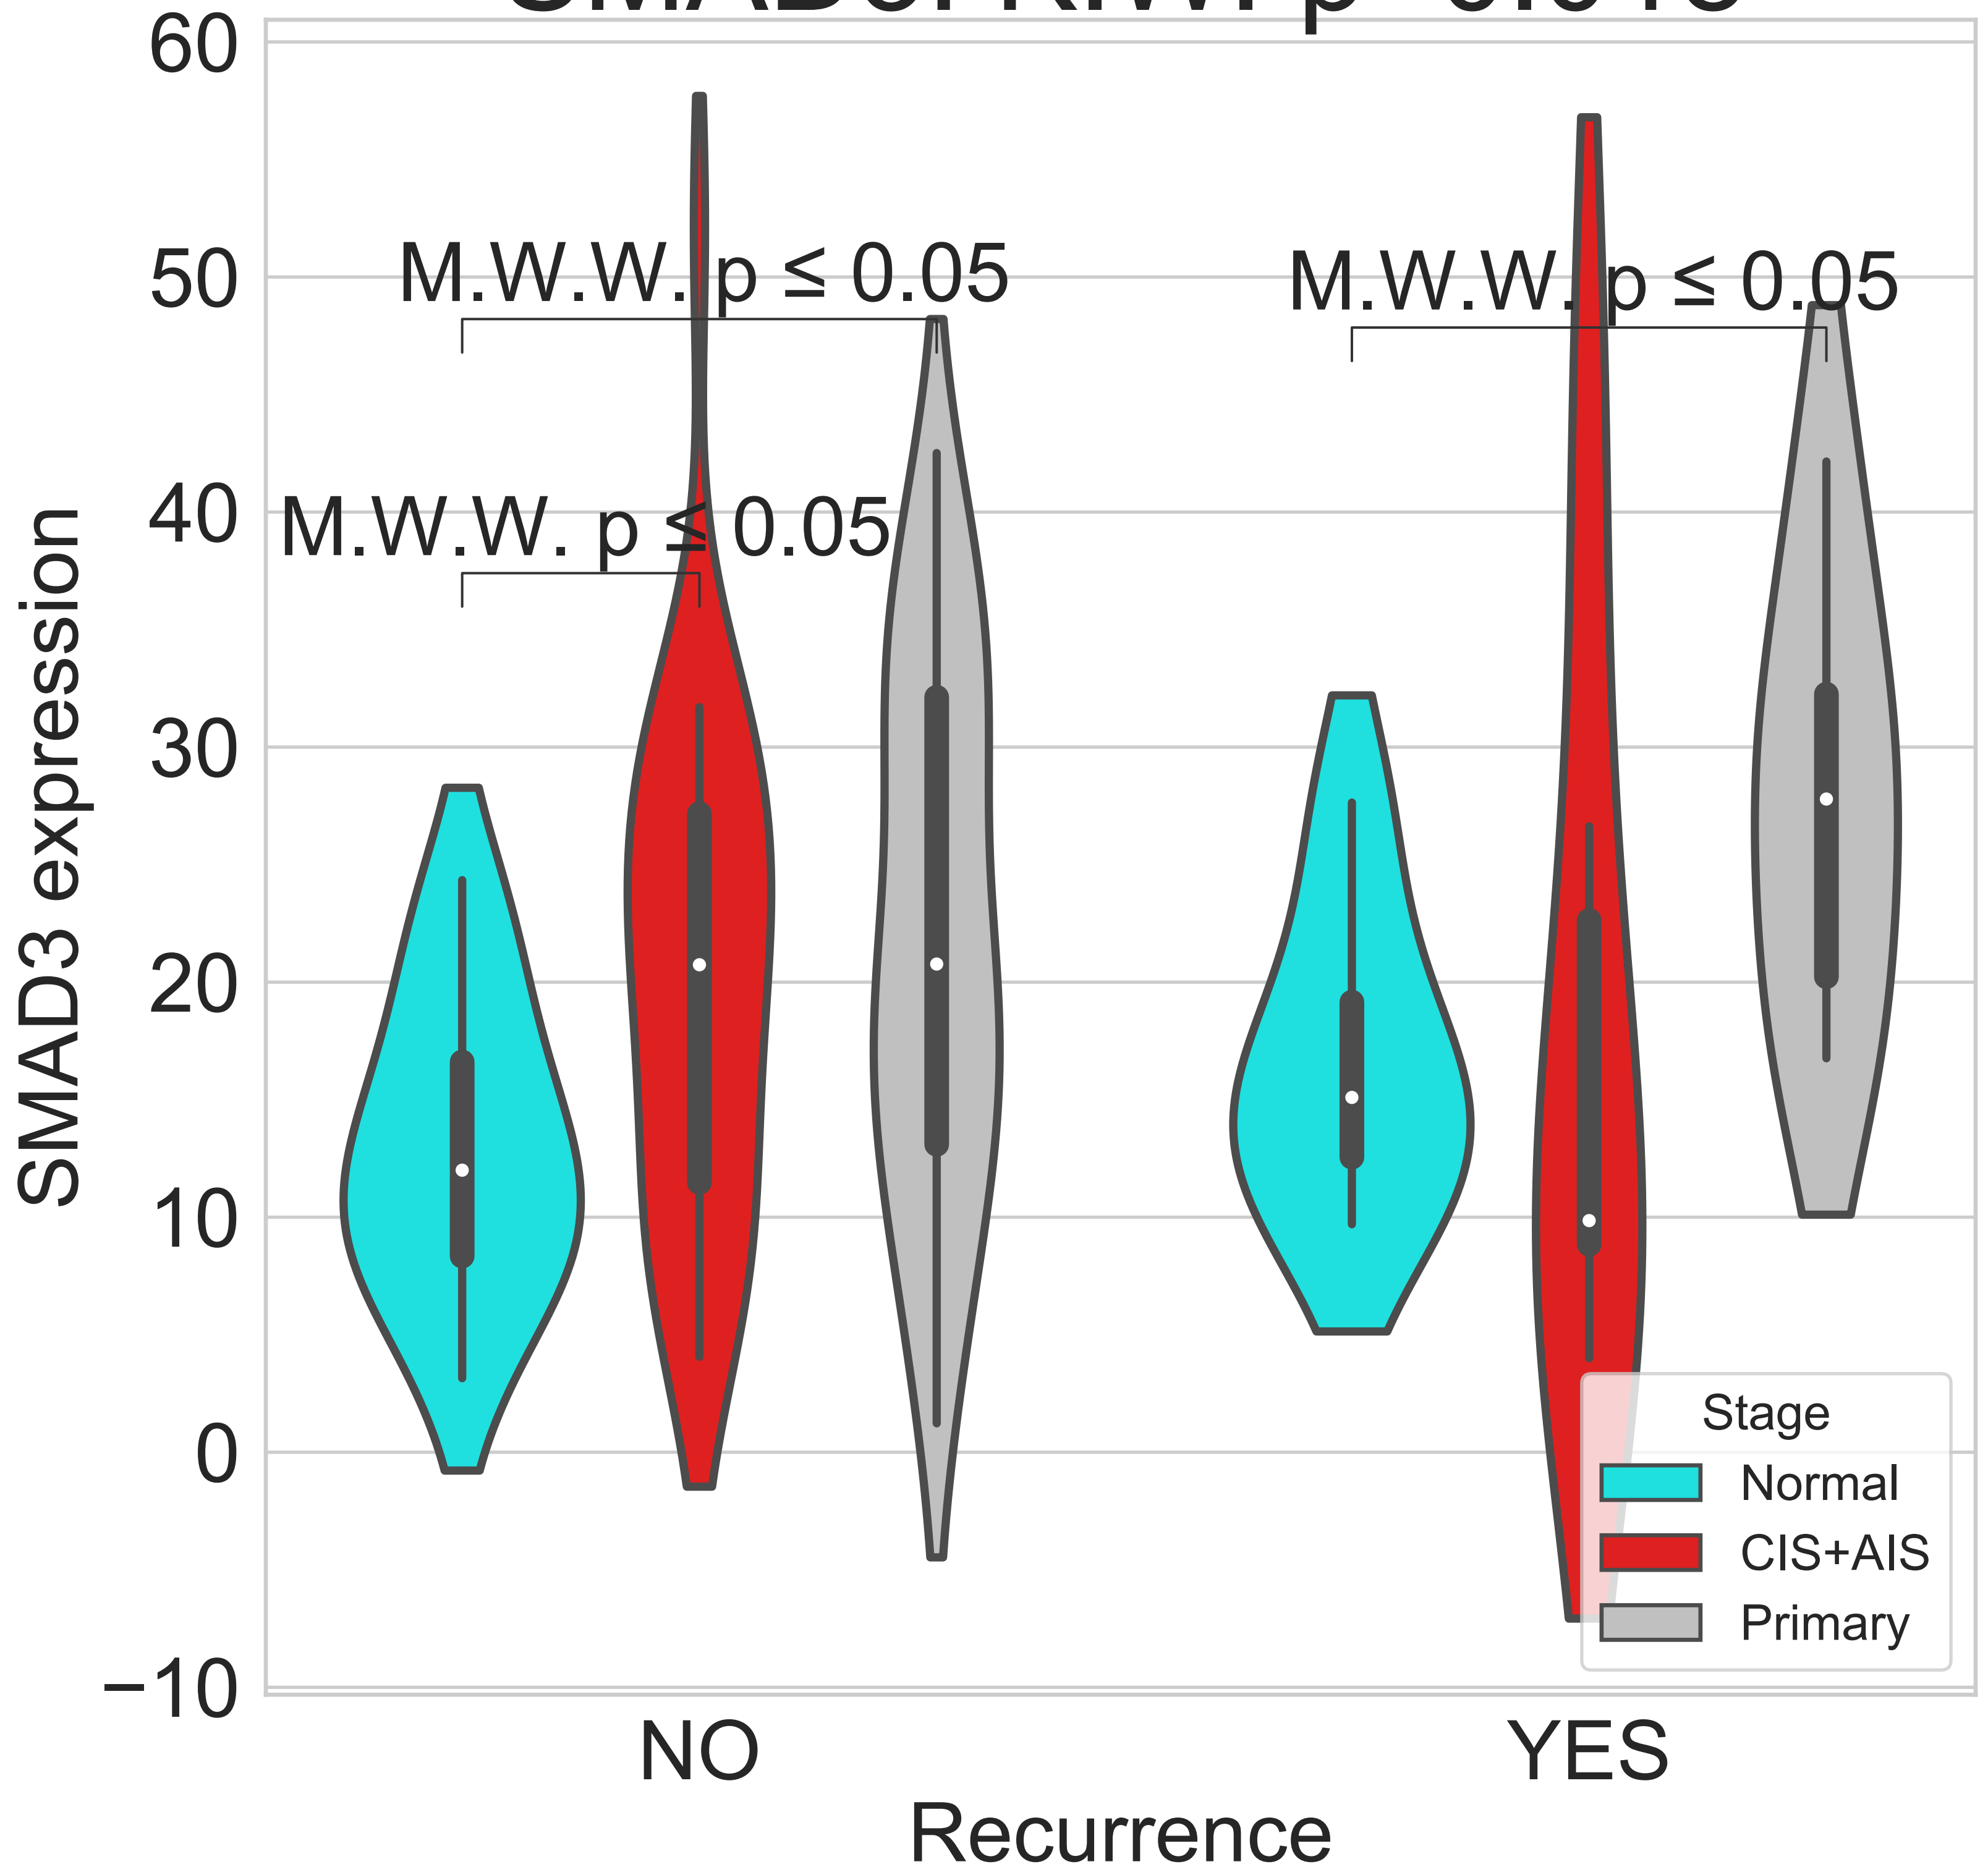 60
50
40
30
20
10
0
−10
SMAD3 expression
M.W.W. p ≤ 0.05
M.W.W. p ≤ 0.05
M.W.W. p ≤ 0.05
Stage
Normal
CIS+AIS
Primary
NO
YES
Recurrence